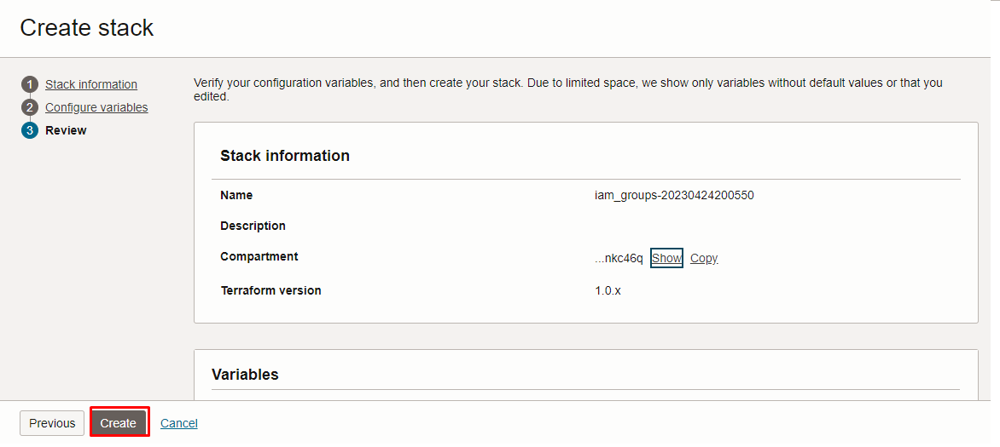 Create stack
1 Stack information
2 Configure variables
3 Review
Verify your configuration variables, and then create your stack. Due to limited space, we show only variables without default values or that you
edited.
Stack information
Name iam_groups-20230424200550
Description
Compartment ...nkc46q Show Copy
Terraform version 1.0.x
Variables
Previous Create Cancel